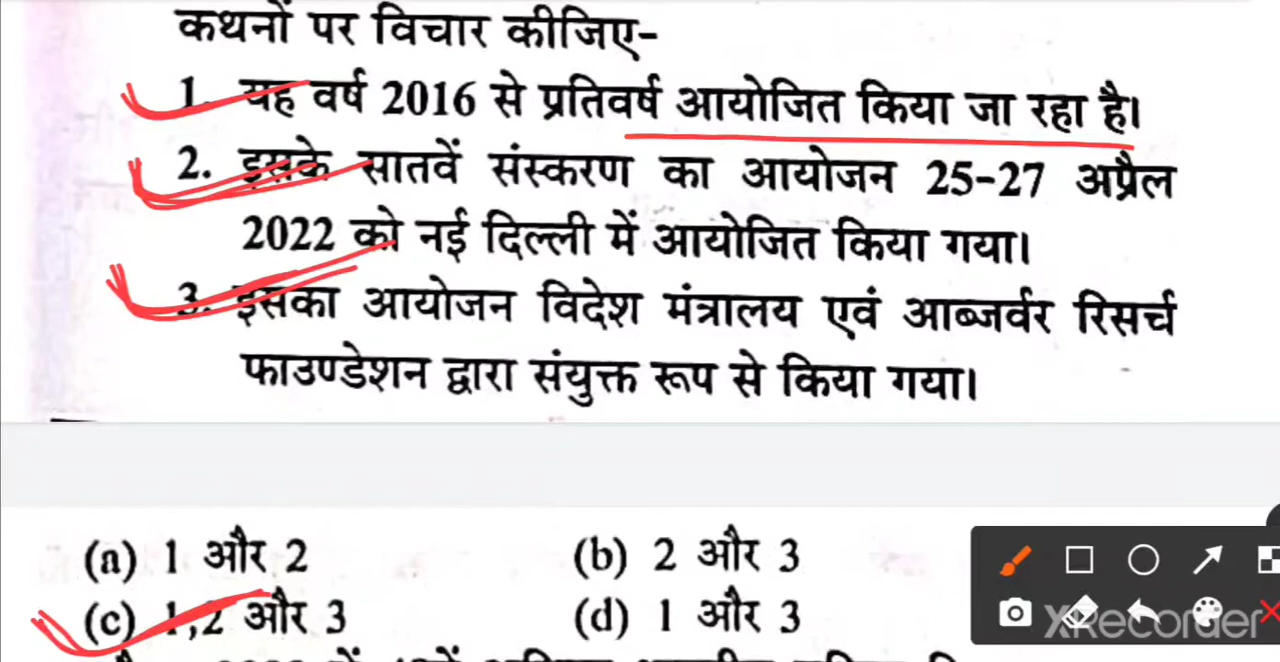 कथनों पर विचार कीजिए-
1. यह वर्ष 2016 से प्रतिवर्ष आयोजित किया जा रहा है।
2. इसके सातवें संस्करण का आयोजन 25-27 अप्रैल
2022 को नई दिल्ली में आयोजित किया गया।
3. इसका आयोजन विदेश मंत्रालय एवं आब्जर्वर रिसर्च
फाउण्डेशन द्वारा संयुक्त रूप से किया गया।
(a) 1 और 2
(b) 2 और 3
(c) 1,2 और 3
(d) 1 और 3
XRecorder